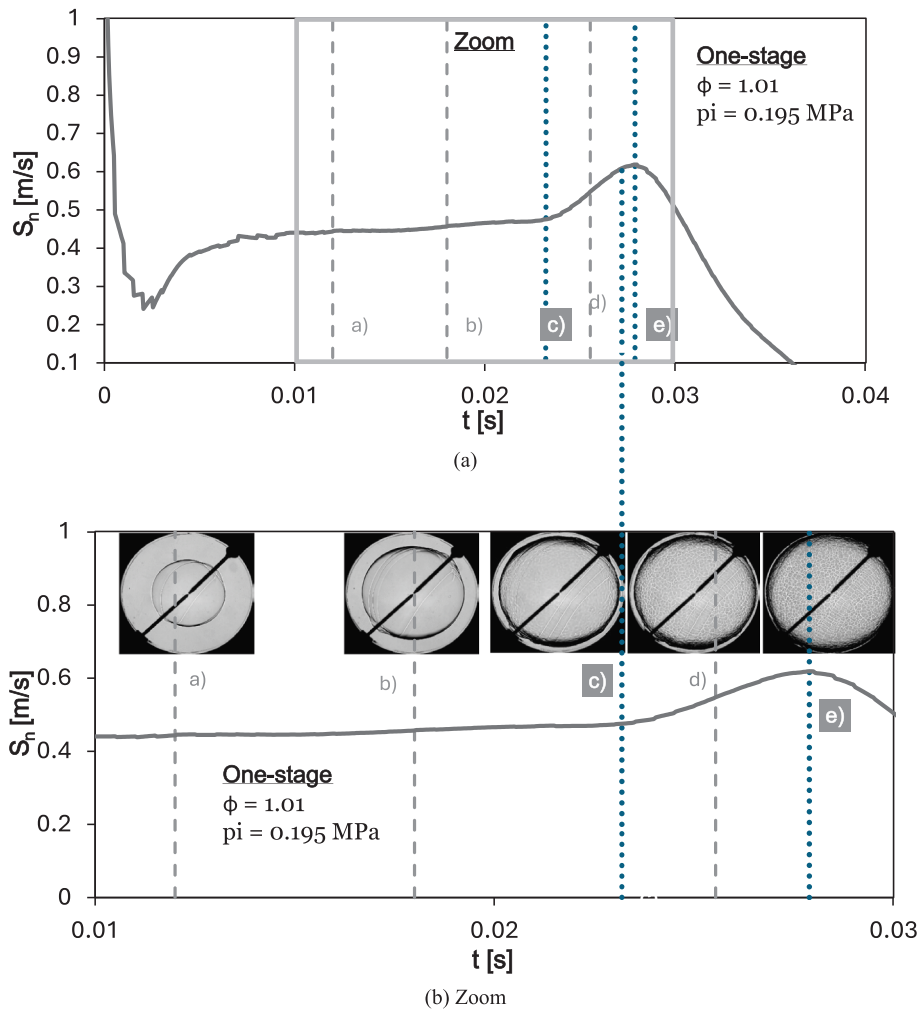 1
0.9
0.8
0.7
0.6
0.5
0.4
0.3
0.2
0.1
Sn [m/s]
Zoom
One-stage
ϕ = 1.01
pi = 0.195 MPa
a)
b)
c)
d)
e)
0
0.01
0.02
0.03
0.04
t [s]
(a)
1
0.8
0.6
0.4
0.2
0
Sn [m/s]
a)
b)
c)
d)
e)
One-stage
ϕ = 1.01
pi = 0.195 MPa
0.01
0.02
0.03
t [s]
(b) Zoom